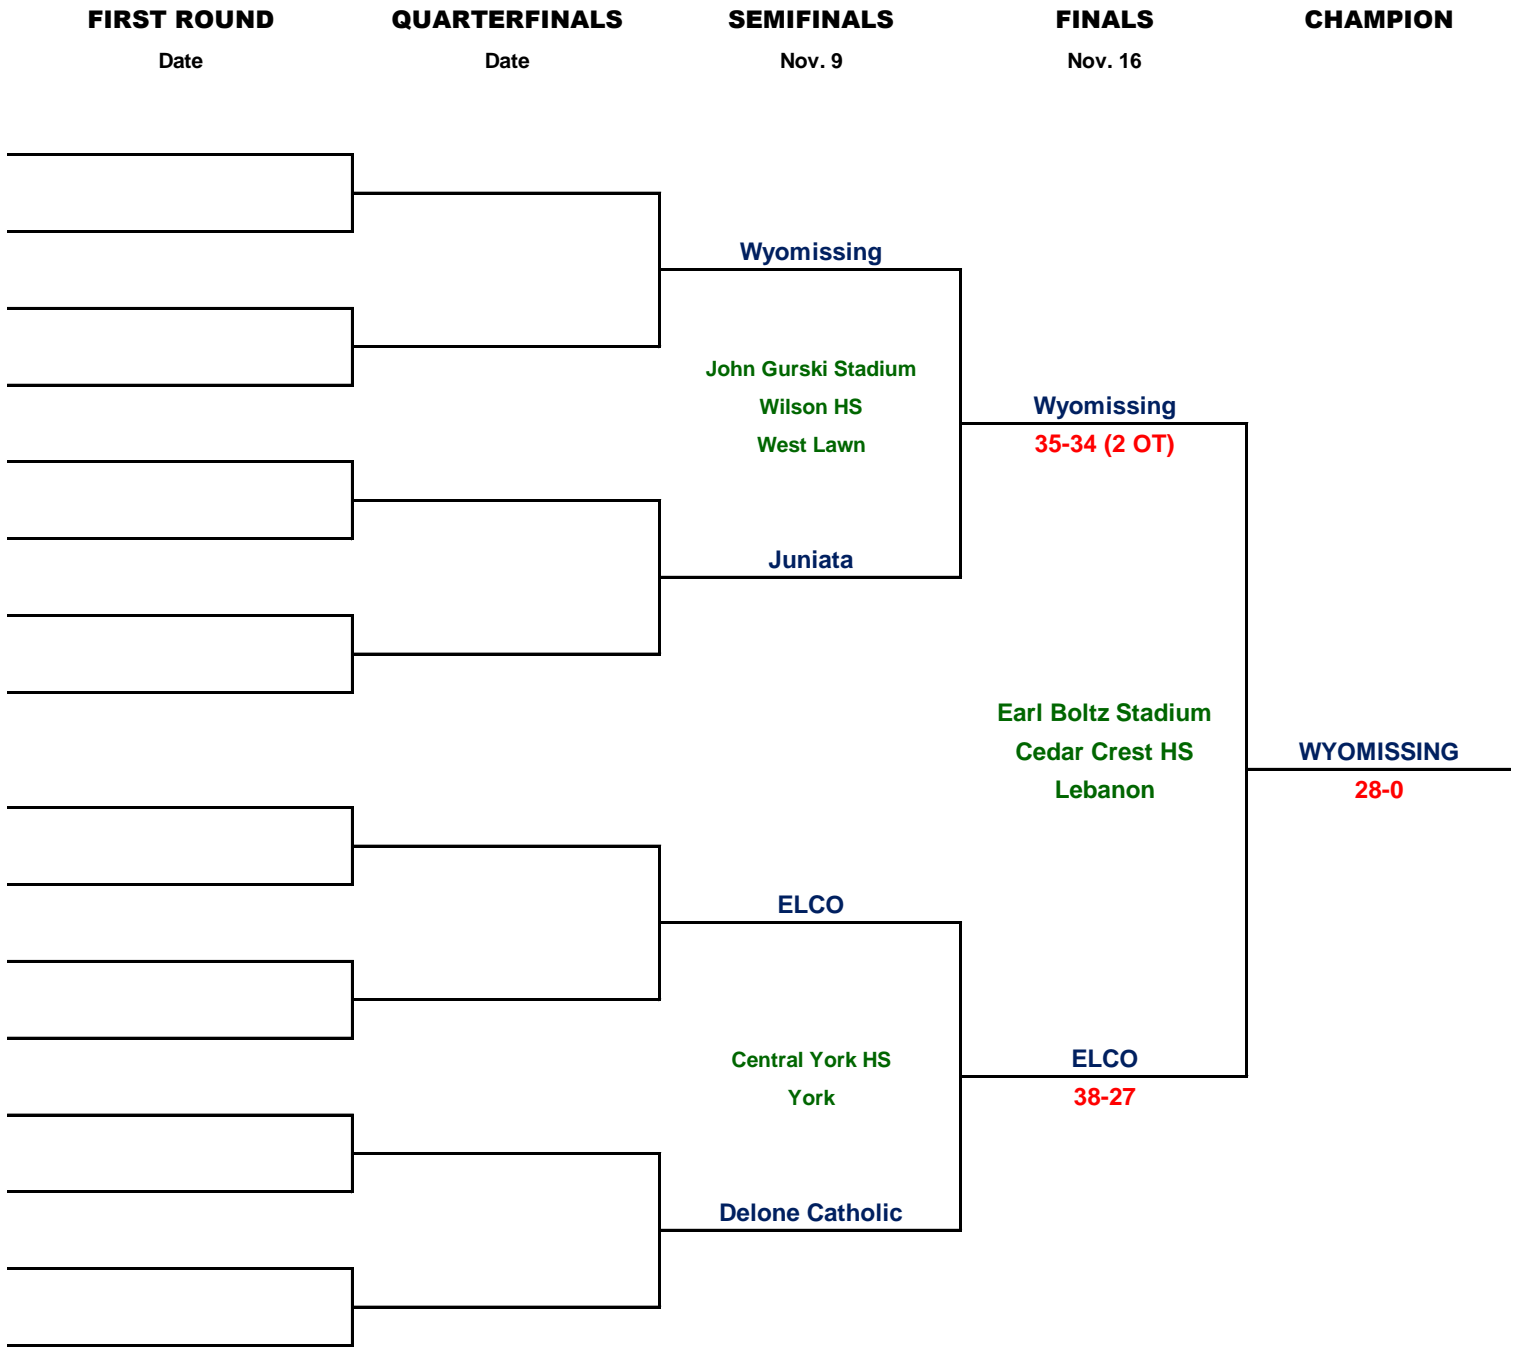 FIRST ROUND QUARTERFINALS SEMIFINALS FINALS CHAMPION
Date Date Nov. 9 Nov. 16
Wyomissing
John Gurski Stadium
Wilson HS
West Lawn
Wyomissing
35-34 (2 OT)
Juniata
Earl Boltz Stadium
Cedar Crest HS
Lebanon
WYOMISSING
28-0
ELCO
Central York HS
York
ELCO
38-27
Delone Catholic